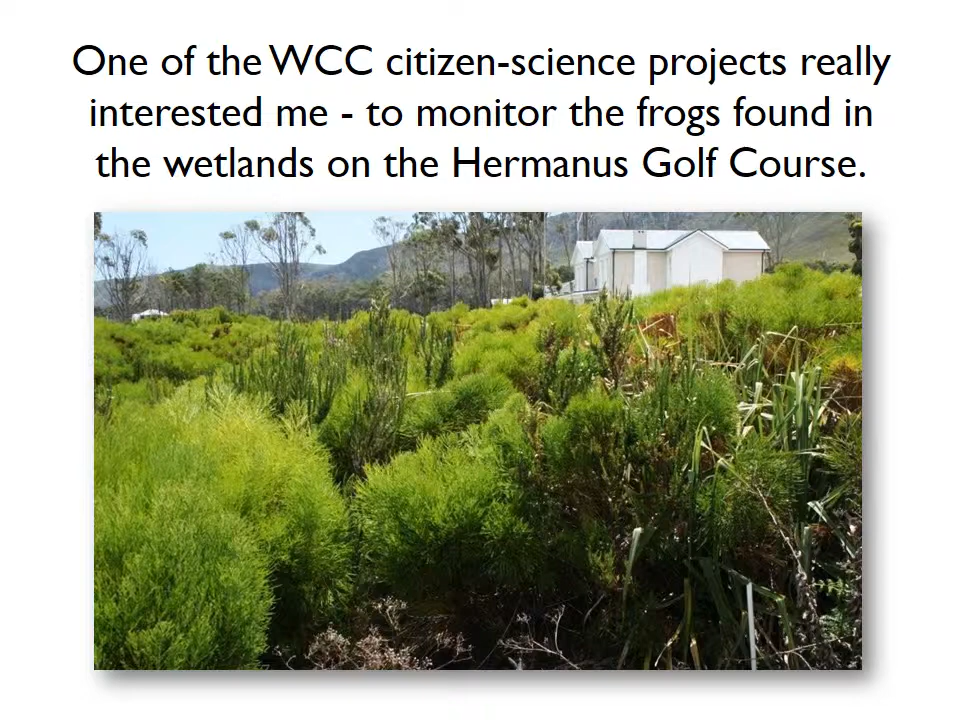 One of the WCC citizen-science projects really
interested me - to monitor the frogs found in
the wetlands on the Hermanus Golf Course.